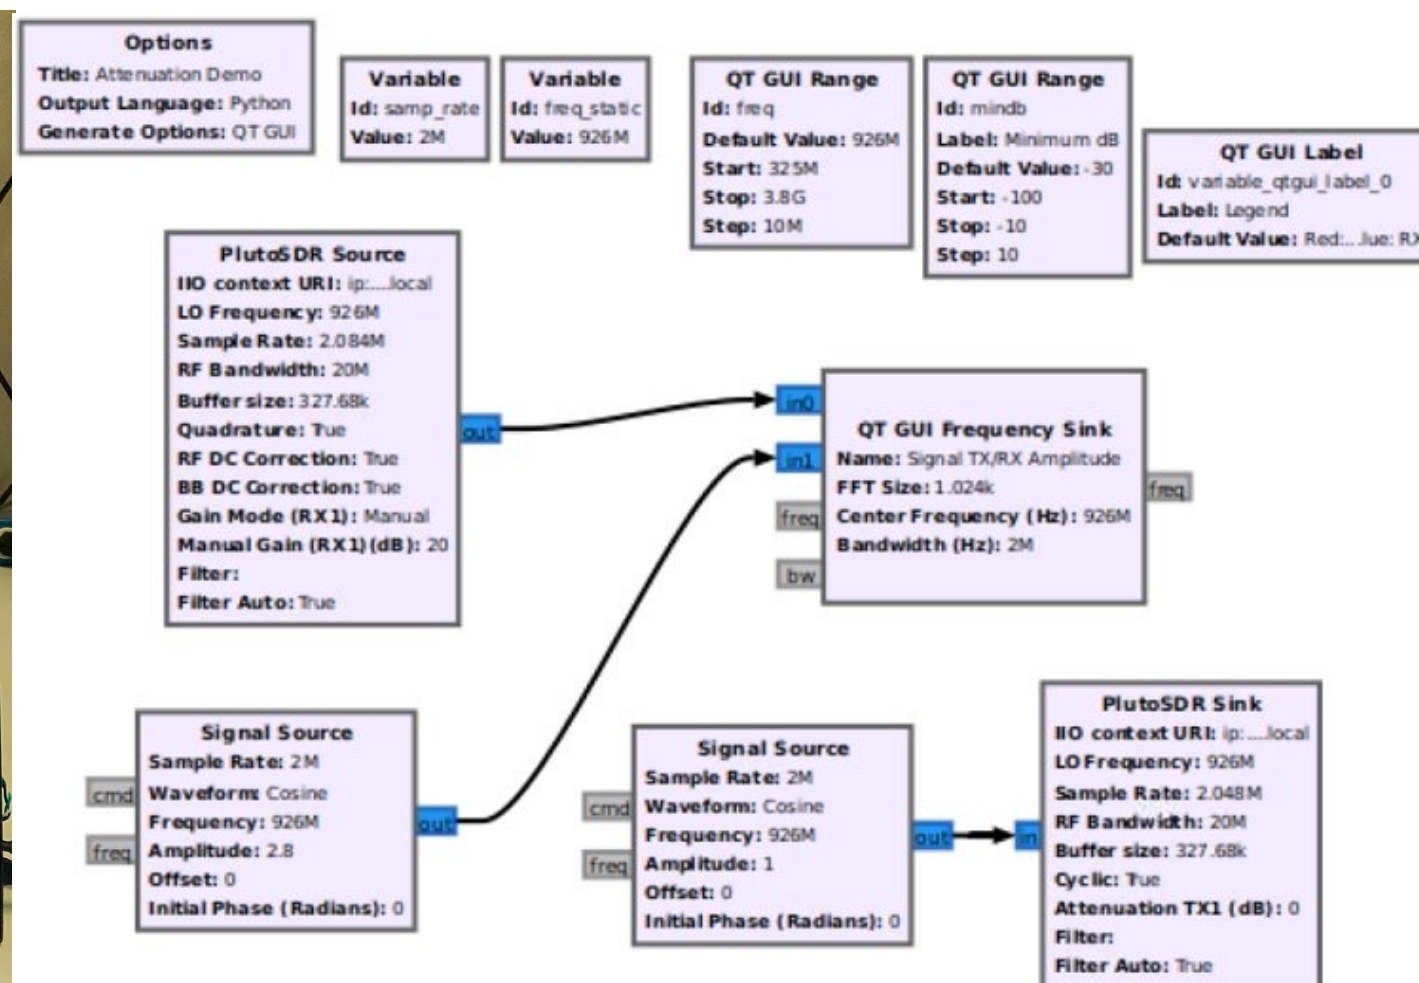 Options
Title: Attenuation Demo
Output Language: Python
Generate Options: QT GUI
Variable
Id: samp_rate
Value: 2M
Variable
Id: freq_static
Value: 926M
QT GUI Range
Id: freq
Default Value: 926M
Start: 325M
Stop: 3.8G
Step: 10M
QT GUI Range
Id: mindb
Label: Minimum dB
Default Value: -30
Start: -100
Stop: -10
Step: 10
QT GUI Label
Id: variable_qtgui_label_0
Label: Legend
Default Value: Red:...lue: RX
PlutoSDR Source
IIO context URI: ip:....local
LO Frequency: 926M
Sample Rate: 2.084M
RF Bandwidth: 20M
Buffer size: 327.68k
Quadrature: True
RF DC Correction: True
BB DC Correction: True
Gain Mode (RX1): Manual
Manual Gain (RX1)(dB): 20
Filter:
Filter Auto: True
out
in0
in1
freq
bw
QT GUI Frequency Sink
Name: Signal TX/RX Amplitude
FFT Size: 1.024k
Center Frequency (Hz): 926M
Bandwidth (Hz): 2M
freq
cmd
freq
Signal Source
Sample Rate: 2M
Waveform: Cosine
Frequency: 926M
Amplitude: 2.8
Offset: 0
Initial Phase (Radians): 0
out
cmd
freq
Signal Source
Sample Rate: 2M
Waveform: Cosine
Frequency: 926M
Amplitude: 1
Offset: 0
Initial Phase (Radians): 0
out
in
PlutoSDR Sink
IIO context URI: ip:....local
LO Frequency: 926M
Sample Rate: 2.048M
RF Bandwidth: 20M
Buffer size: 327.68k
Cyclic: True
Attenuation TX1 (dB): 0
Filter:
Filter Auto: True